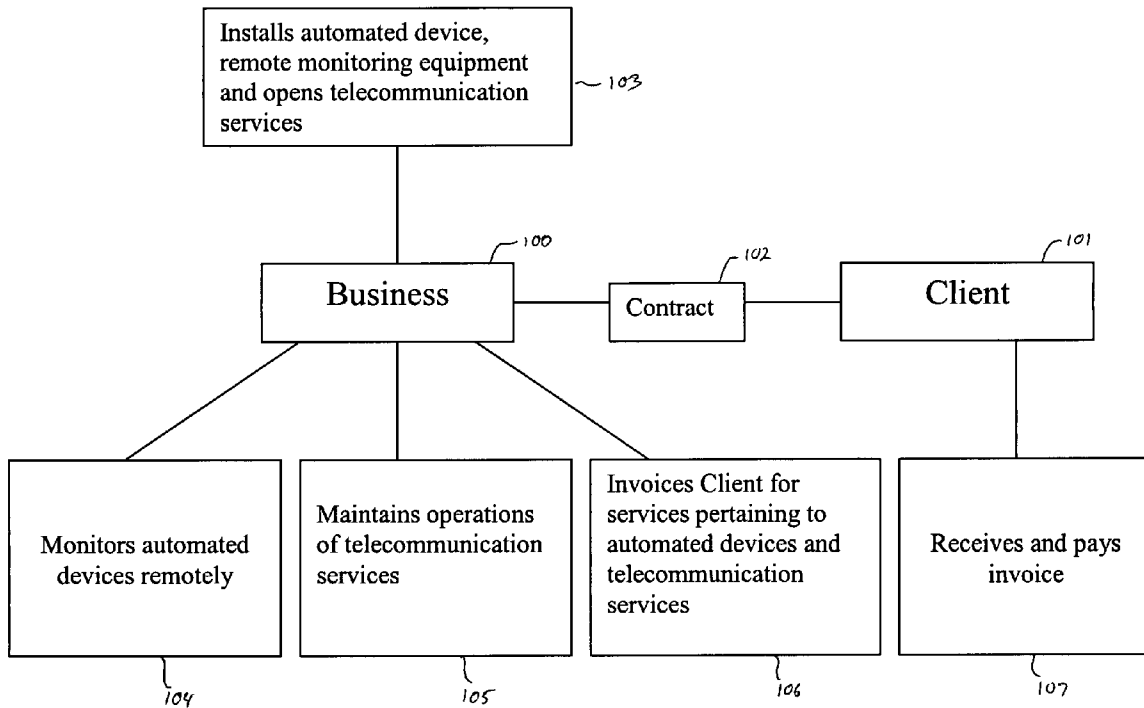 Installs automated device,
remote monitoring equipment
and opens telecommunication
services
103
100
102
101
Business
Contract
Client
Monitors automated
devices remotely
Maintains operations
of telecommunication
services
Invoices Client for
services pertaining to
automated devices and
telecommunication
services
Receives and pays
invoice
104
105
106
107